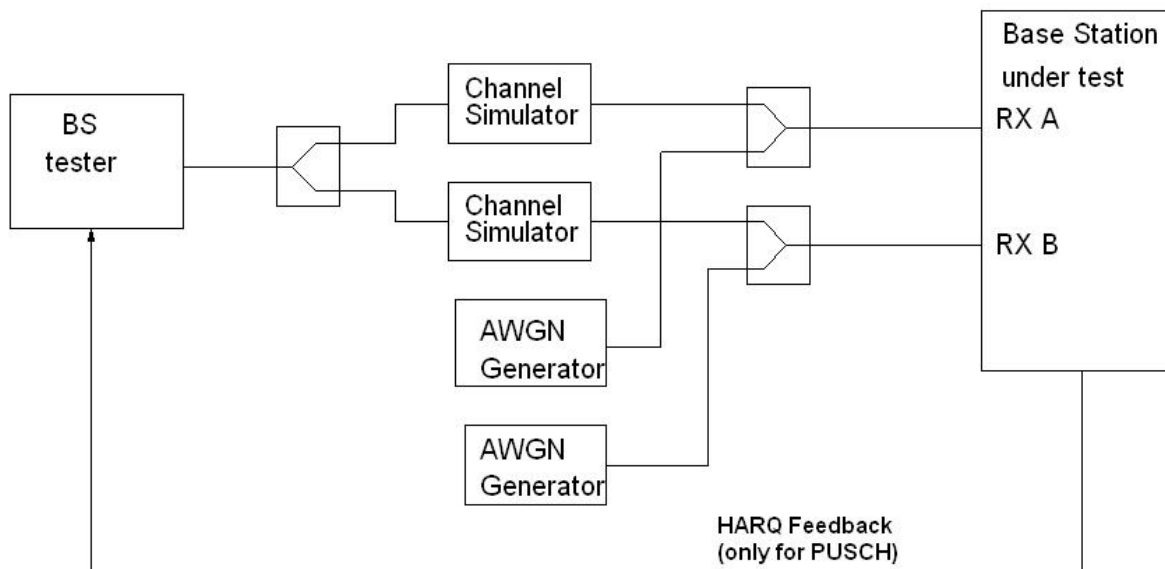 BS
tester
Channel
Simulator
Channel
Simulator
AWGN
Generator
AWGN
Generator
Base Station
under test
RX A
RX B
HARQ Feedback
(only for PUSCH)